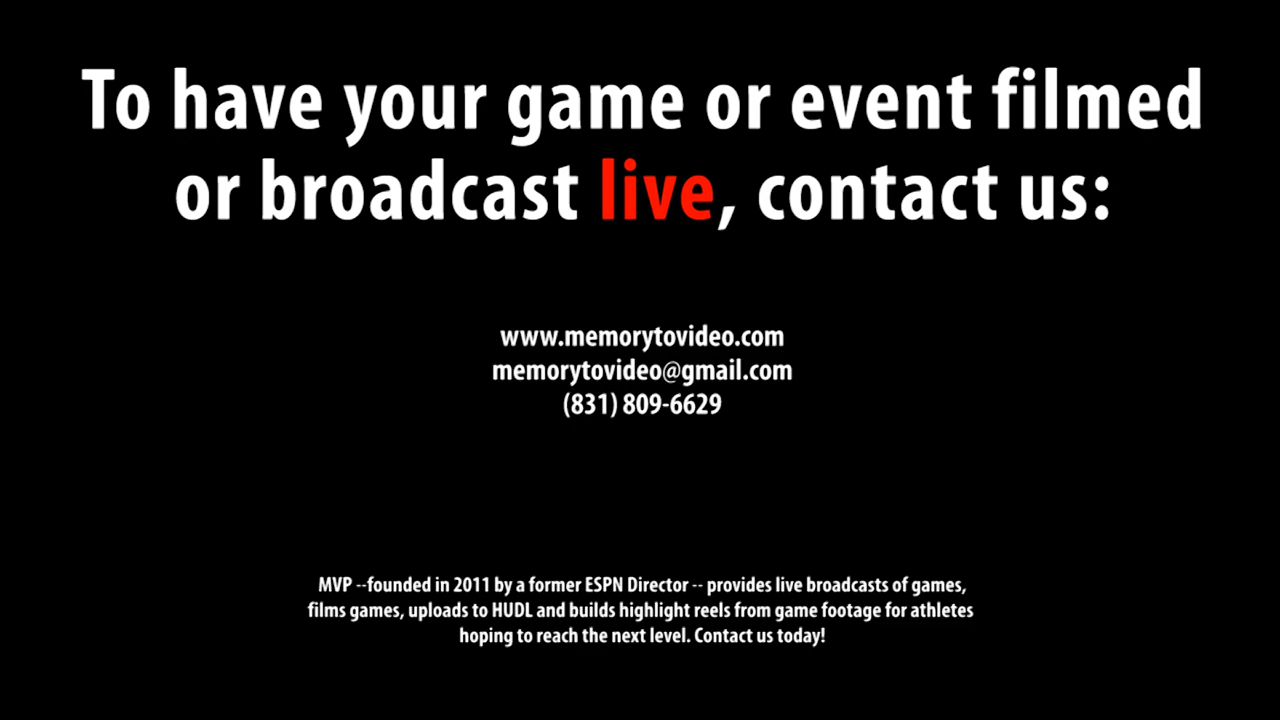 To have your game or event filmed
or broadcast live, contact us:
www.memorytovideo.com
memorytovideo@gmail.com
(831) 809-6629
MVP --founded in 2011 by a former ESPN Director -- provides live broadcasts of games,
films games, uploads to HUDL and builds highlight reels from game footage for athletes
hoping to reach the next level. Contact us today!